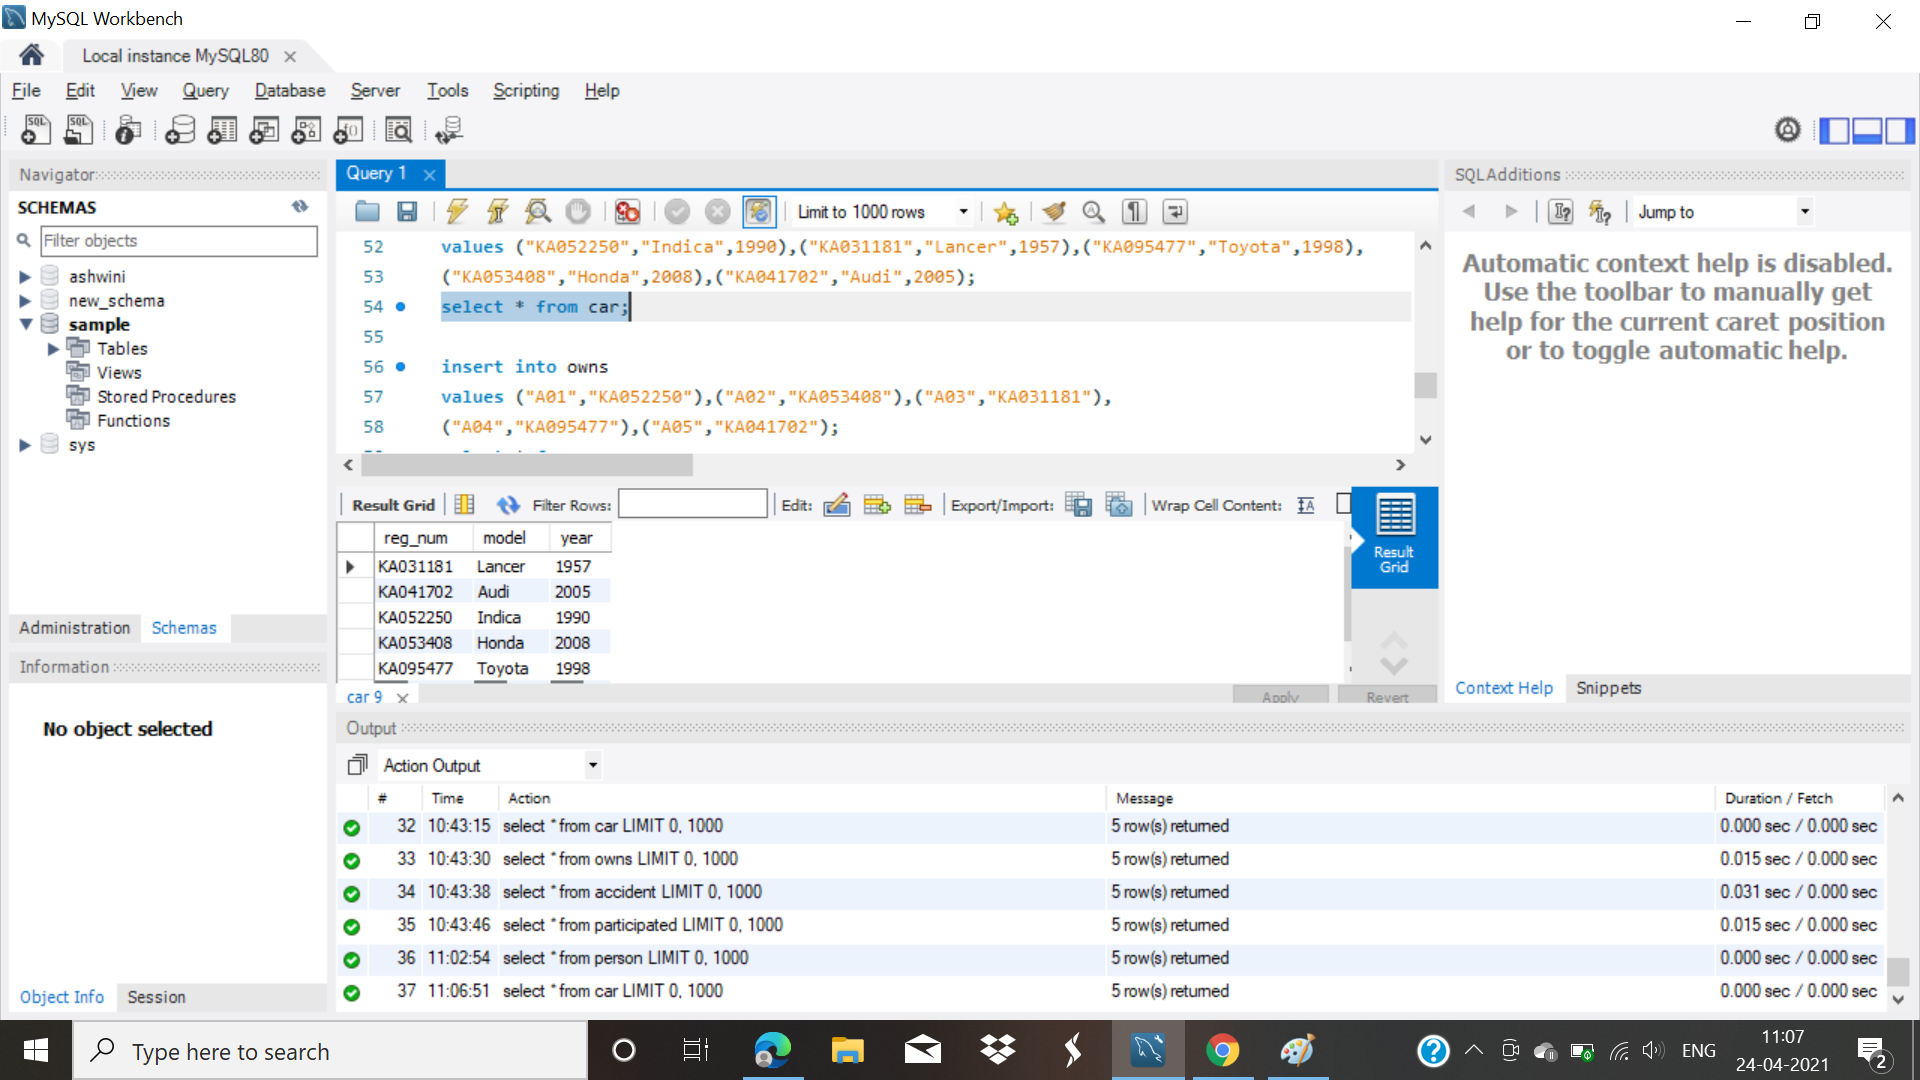 MySQL Workbench
Local instance MySQL80
File Edit View Query Database Server Tools Scripting Help
Navigator
SCHEMAS
Filter objects
ashwini
new_schema
sample
Tables
Views
Stored Procedures
Functions
sys
Administration Schemas
Information
No object selected
Object Info Session
Query 1
Limit to 1000 rows
52 values ("KA052250","Indica",1990),("KA031181","Lancer",1957),("KA095477","Toyota",1998),
53 ("KA053408","Honda",2008),("KA041702","Audi",2005);
54 select * from car;
55
56 insert into owns
57 values ("A01","KA052250"),("A02","KA053408"),("A03","KA031181"),
58 ("A04","KA095477"),("A05","KA041702");
Result Grid Filter Rows: Edit: Export/Import: Wrap Cell Content:
reg_num model year
KA031181 Lancer 1957
KA041702 Audi 2005
KA052250 Indica 1990
KA053408 Honda 2008
KA095477 Toyota 1998
Result
Grid
car 9 Apply Revert
SQLAdditions
Jump to
Automatic context help is disabled.
Use the toolbar to manually get
help for the current caret position
or to toggle automatic help.
Context Help Snippets
Output
Action Output
# Time Action Message Duration / Fetch
32 10:43:15 select * from car LIMIT 0, 1000 5 row(s) returned 0.000 sec / 0.000 sec
33 10:43:30 select * from owns LIMIT 0, 1000 5 row(s) returned 0.015 sec / 0.000 sec
34 10:43:38 select * from accident LIMIT 0, 1000 5 row(s) returned 0.031 sec / 0.000 sec
35 10:43:46 select * from participated LIMIT 0, 1000 5 row(s) returned 0.015 sec / 0.000 sec
36 11:02:54 select * from person LIMIT 0, 1000 5 row(s) returned 0.000 sec / 0.000 sec
37 11:06:51 select * from car LIMIT 0, 1000 5 row(s) returned 0.000 sec / 0.000 sec
Type here to search
ENG
11:07
24-04-2021
2